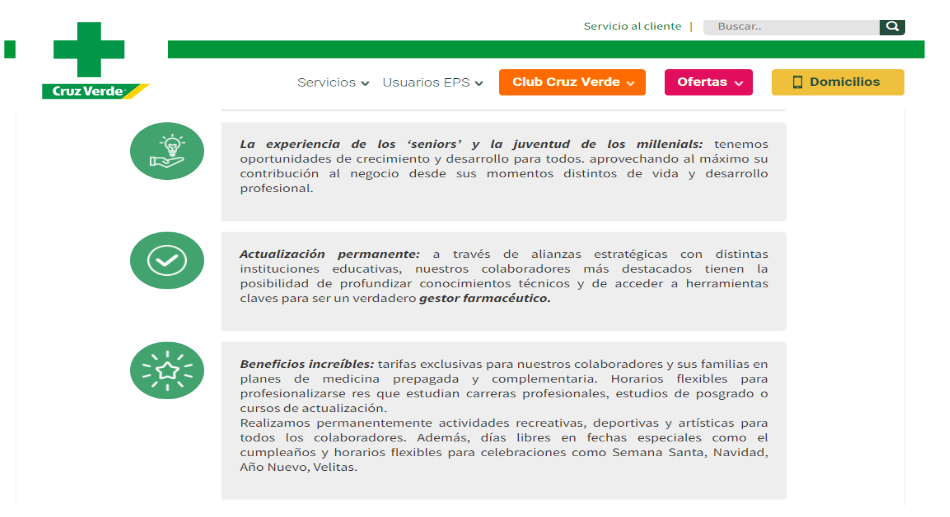 Servicio al cliente | Buscar..
Cruz Verde
Servicios Usuarios EPS Club Cruz Verde Ofertas Domicilios
La experiencia de los ‘seniors’ y la juventud de los millenials: tenemos
oportunidades de crecimiento y desarrollo para todos. aprovechando al máximo su
contribución al negocio desde sus momentos distintos de vida y desarrollo
profesional.
Actualización permanente: a través de alianzas estratégicas con distintas
instituciones educativas, nuestros colaboradores más destacados tienen la
posibilidad de profundizar conocimientos técnicos y de acceder a herramientas
claves para ser un verdadero gestor farmacéutico.
Beneficios increíbles: tarifas exclusivas para nuestros colaboradores y sus familias en
planes de medicina prepagada y complementaria. Horarios flexibles para
profesionalizarse res que estudian carreras profesionales, estudios de posgrado o
cursos de actualización.
Realizamos permanentemente actividades recreativas, deportivas y artísticas para
todos los colaboradores. Además, días libres en fechas especiales como el
cumpleaños y horarios flexibles para celebraciones como Semana Santa, Navidad,
Año Nuevo, Velitas.